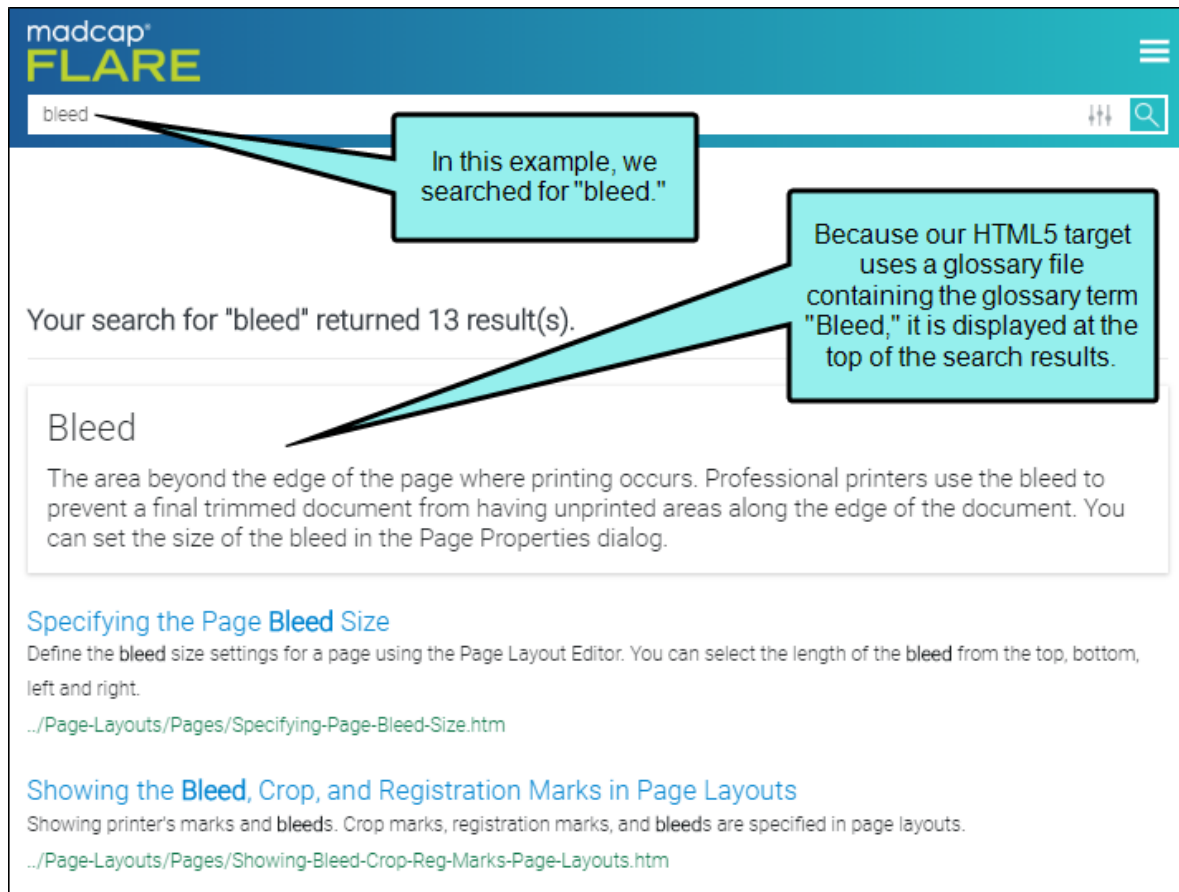 madcap®
FLARE
bleed
In this example, we
searched for "bleed."
Because our HTML5 target
uses a glossary file
containing the glossary term
"Bleed," it is displayed at the
top of the search results.
Your search for "bleed" returned 13 result(s).
Bleed
The area beyond the edge of the page where printing occurs. Professional printers use the bleed to
prevent a final trimmed document from having unprinted areas along the edge of the document. You
can set the size of the bleed in the Page Properties dialog.
Specifying the Page Bleed Size
Define the bleed size settings for a page using the Page Layout Editor. You can select the length of the bleed from the top, bottom,
left and right.
../Page-Layouts/Pages/Specifying-Page-Bleed-Size.htm
Showing the Bleed, Crop, and Registration Marks in Page Layouts
Showing printer's marks and bleeds. Crop marks, registration marks, and bleeds are specified in page layouts.
../Page-Layouts/Pages/Showing-Bleed-Crop-Reg-Marks-Page-Layouts.htm